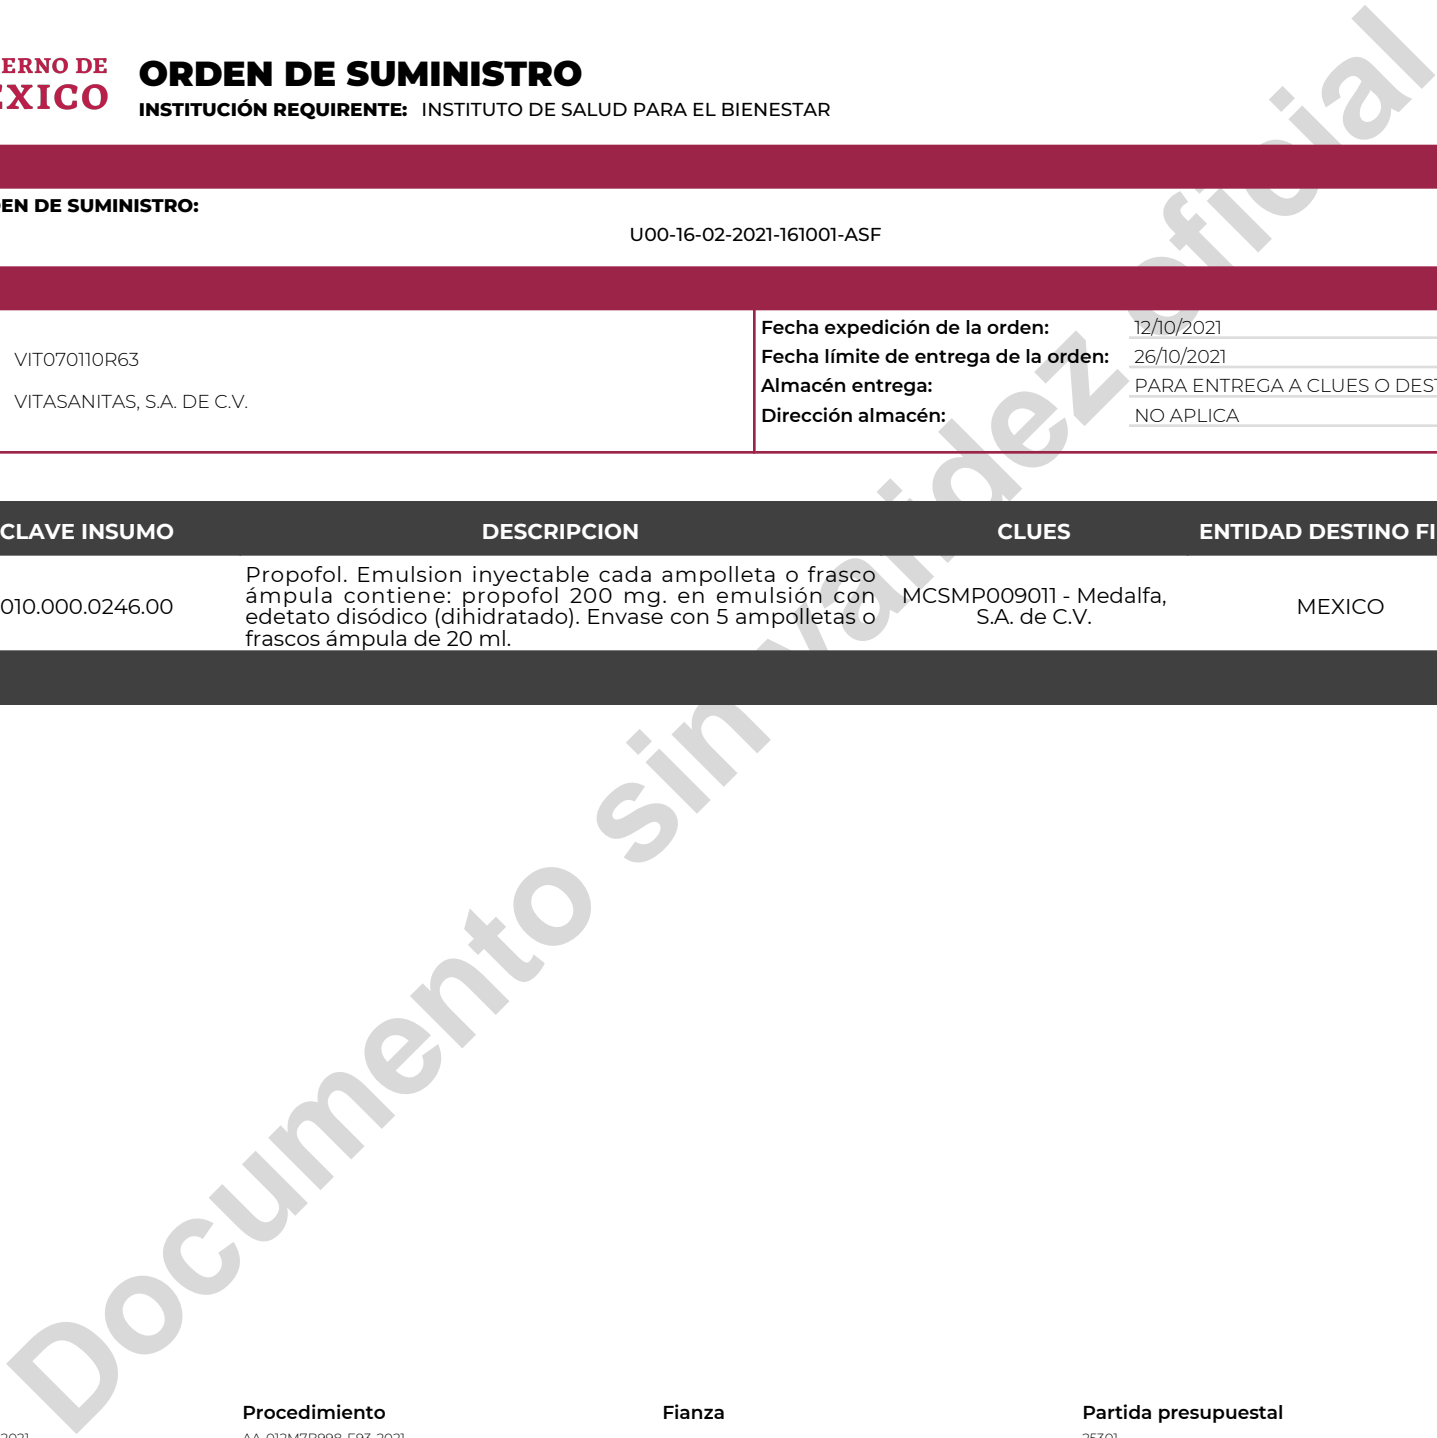 ERNO DE
ORDEN DE SUMINISTRO
INSTITUCIÓN REQUIRENTE: INSTITUTO DE SALUD PARA EL BIENESTAR
EN DE SUMINISTRO:
U00-16-02-2021-161001-ASF
VIT070110R63
VITASANITAS, S.A. DE C.V.
Fecha expedición de la orden: 12/10/2021
Fecha límite de entrega de la orden: 26/10/2021
Almacén entrega: PARA ENTREGA A CLUES O DEST
Dirección almacén: NO APLICA
CLAVE INSUMO DESCRIPCION CLUES ENTIDAD DESTINO FI
010.000.0246.00
Propofol. Emulsion inyectable cada ampolleta o frasco
ámpula contiene: propofol 200 mg. en emulsión con
edetato disódico (dihidratado). Envase con 5 ampolletas o
frascos ámpula de 20 ml.
MCSMP009011 - Medalfa,
S.A. de C.V.
MEXICO
Documento sin validez oficial
Procedimiento Fianza Partida presupuestal